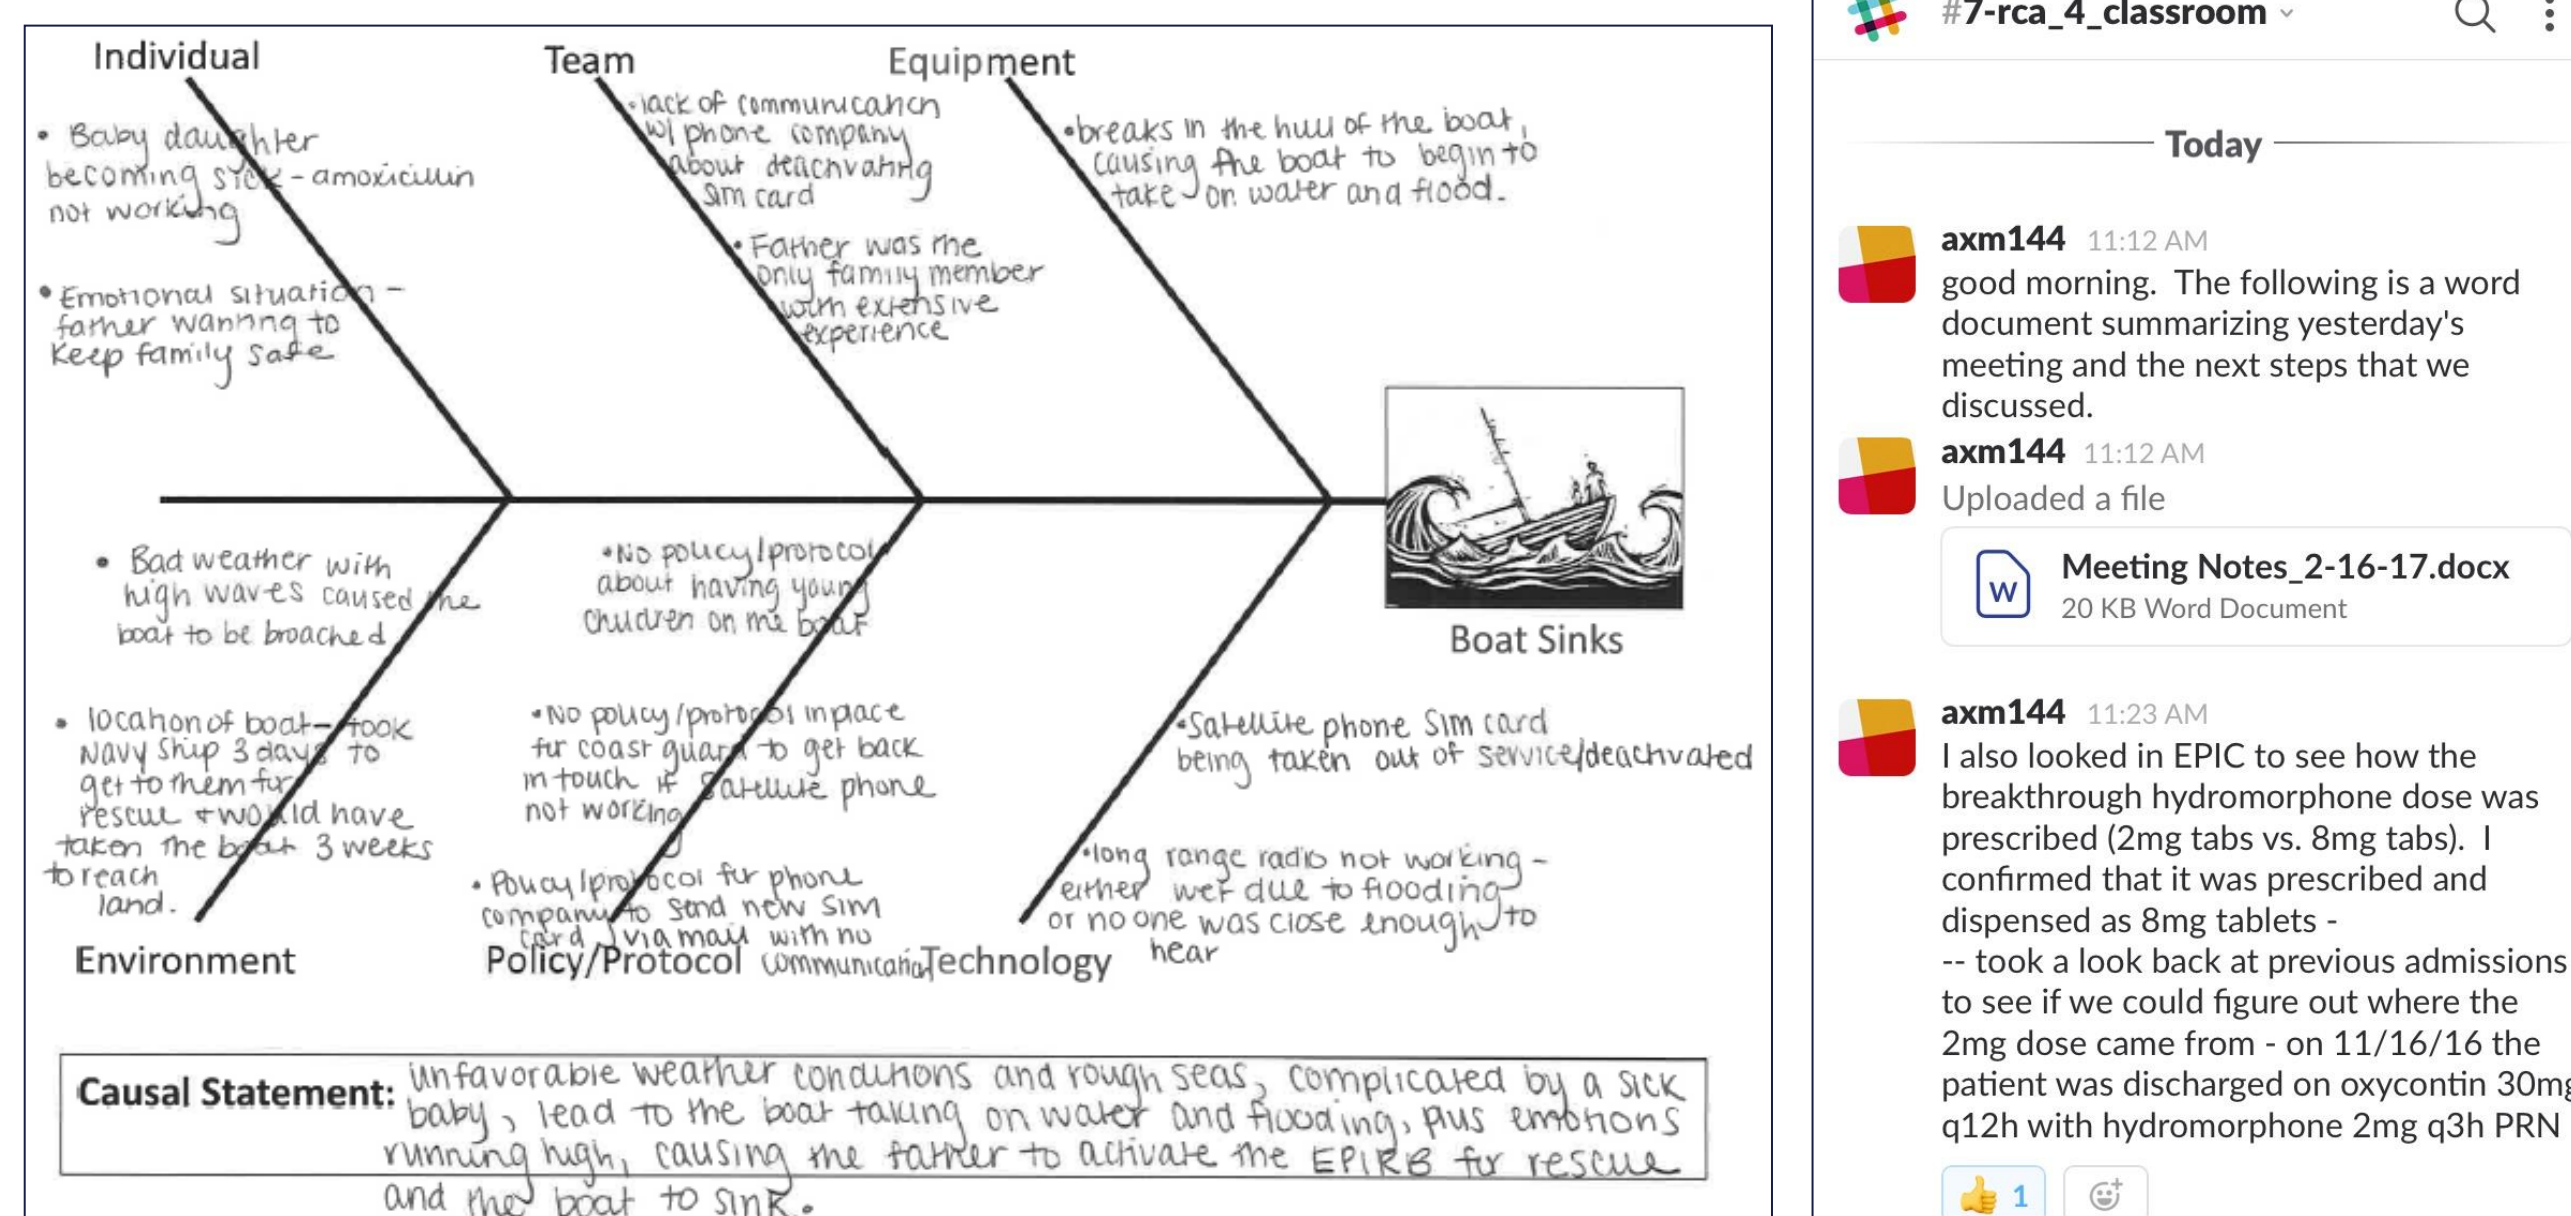 Individual
• Baby daughter
becoming sick - amoxicillin
not working
• Emotional situation -
father wanting to
keep family safe
Team
• lack of communication
w/ phone company
about deactivating
sim card
• Father was the
only family member
with extensive
experience
Equipment
• breaks in the hull of the boat,
causing the boat to begin to
take on water and flood.
Boat Sinks
• Bad weather with
high waves caused the
boat to be broached
• location of boat - took
Navy ship 3 days to
get to them for
rescue + would have
taken the boat 3 weeks
to reach
land.
Environment
• No policy/protocol
about having young
children on the boat
• No policy/protocol in place
for coast guard to get back
in touch if satellite phone
not working
• Policy/protocol for phone
company to send new sim
card via mail with no
communication
Policy/Protocol
• Satellite phone sim card
being taken out of service/deactivated
• long range radio not working -
either wet due to flooding
or no one was close enough to
hear
Technology
Causal Statement: unfavorable weather conditions and rough seas, complicated by a sick
baby, lead to the boat taking on water and flooding, plus emotions
running high, causing the father to activate the EPIRB for rescue
and the boat to sink.
#7-rca_4_classroom
Today
axm144 11:12 AM
good morning. The following is a word
document summarizing yesterday's
meeting and the next steps that we
discussed.
axm144 11:12 AM
Uploaded a file
W
Meeting Notes_2-16-17.docx
20 KB Word Document
axm144 11:23 AM
I also looked in EPIC to see how the
breakthrough hydromorphone dose was
prescribed (2mg tabs vs. 8mg tabs). I
confirmed that it was prescribed and
dispensed as 8mg tablets -
-- took a look back at previous admissions
to see if we could figure out where the
2mg dose came from - on 11/16/16 the
patient was discharged on oxycontin 30mg
q12h with hydromorphone 2mg q3h PRN
1